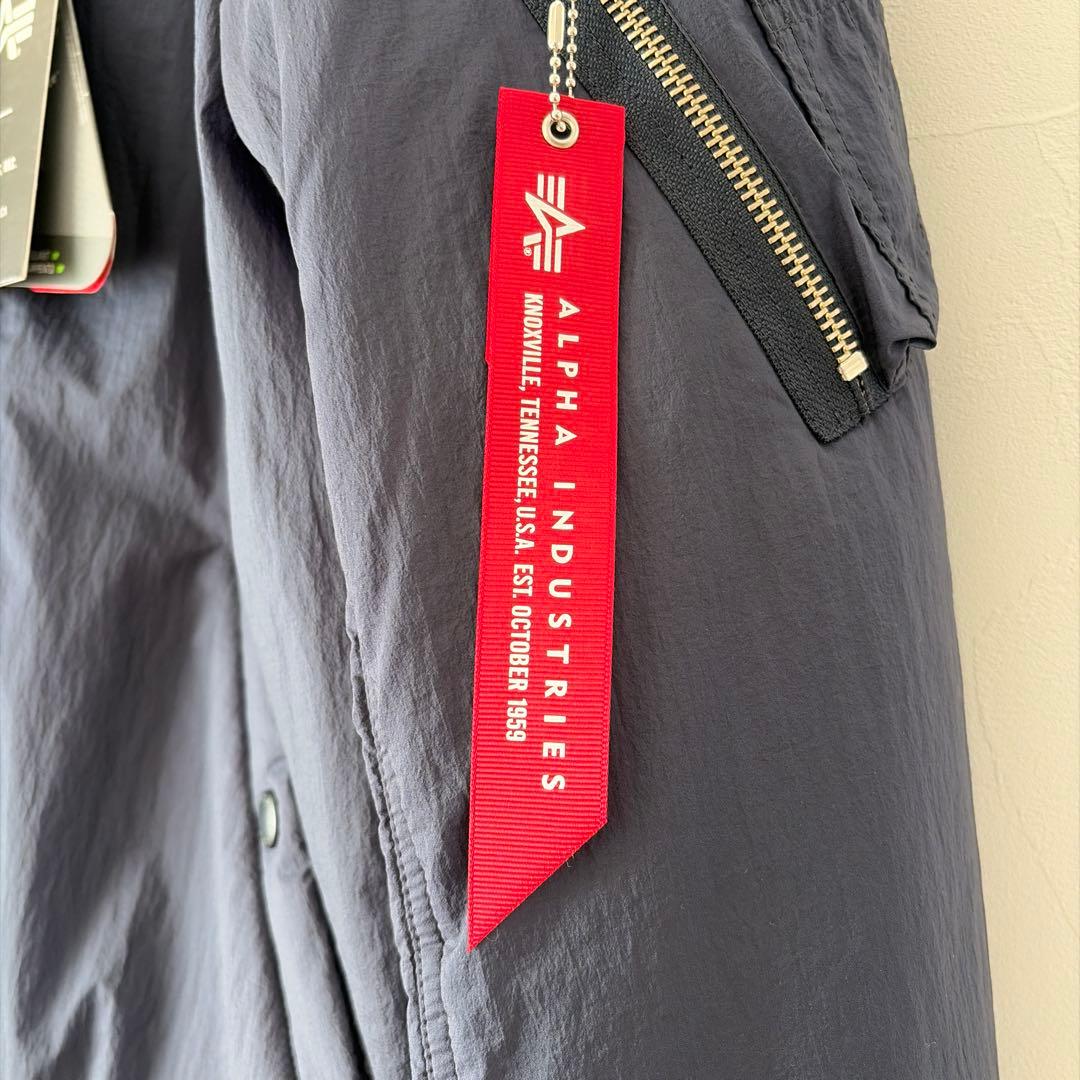 ALPHA INDUSTRIES
KNOXVILLE, TENNESSEE, U.S.A. EST. OCTOBER 1959